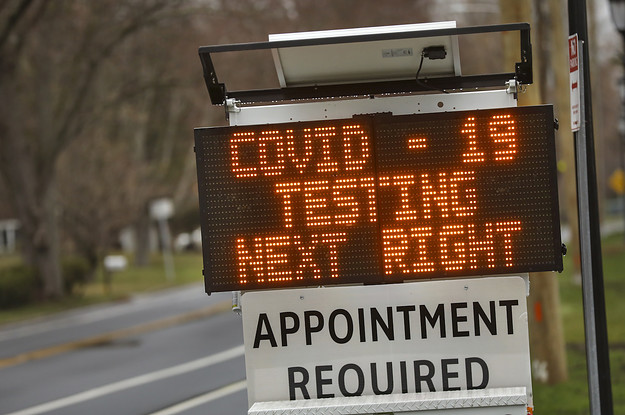 COVID - 19
TESTING
NEXT RIGHT
APPOINTMENT
REQUIRED